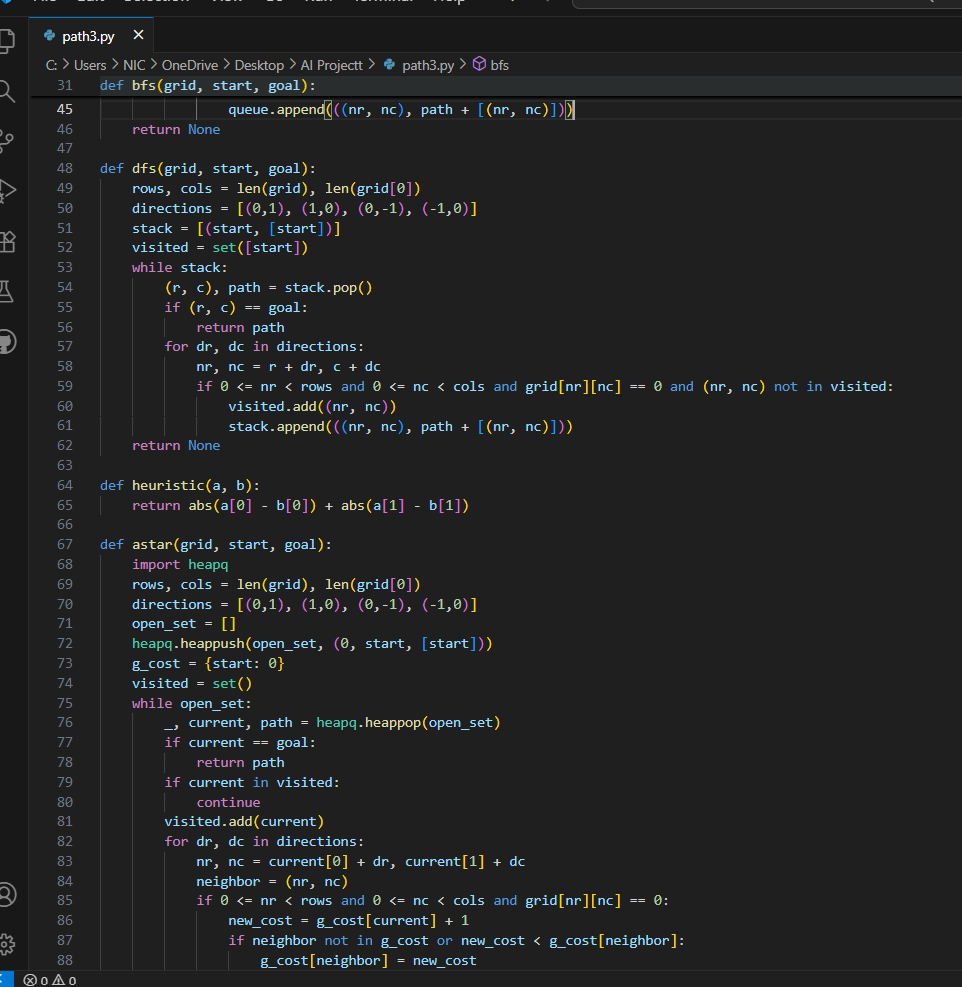 path3.py
C: > Users > NIC > OneDrive > Desktop > AI Projectt > path3.py > bfs
31 def bfs(grid, start, goal):
45                 queue.append(((nr, nc), path + [(nr, nc)]))
46     return None
47
48 def dfs(grid, start, goal):
49     rows, cols = len(grid), len(grid[0])
50     directions = [(0,1), (1,0), (0,-1), (-1,0)]
51     stack = [(start, [start])]
52     visited = set([start])
53     while stack:
54         (r, c), path = stack.pop()
55         if (r, c) == goal:
56             return path
57         for dr, dc in directions:
58             nr, nc = r + dr, c + dc
59             if 0 <= nr < rows and 0 <= nc < cols and grid[nr][nc] == 0 and (nr, nc) not in visited:
60                 visited.add((nr, nc))
61                 stack.append(((nr, nc), path + [(nr, nc)]))
62     return None
63
64 def heuristic(a, b):
65     return abs(a[0] - b[0]) + abs(a[1] - b[1])
66
67 def astar(grid, start, goal):
68     import heapq
69     rows, cols = len(grid), len(grid[0])
70     directions = [(0,1), (1,0), (0,-1), (-1,0)]
71     open_set = []
72     heapq.heappush(open_set, (0, start, [start]))
73     g_cost = {start: 0}
74     visited = set()
75     while open_set:
76         _, current, path = heapq.heappop(open_set)
77         if current == goal:
78             return path
79         if current in visited:
80             continue
81         visited.add(current)
82         for dr, dc in directions:
83             nr, nc = current[0] + dr, current[1] + dc
84             neighbor = (nr, nc)
85             if 0 <= nr < rows and 0 <= nc < cols and grid[nr][nc] == 0:
86                 new_cost = g_cost[current] + 1
87                 if neighbor not in g_cost or new_cost < g_cost[neighbor]:
88                     g_cost[neighbor] = new_cost
0 0